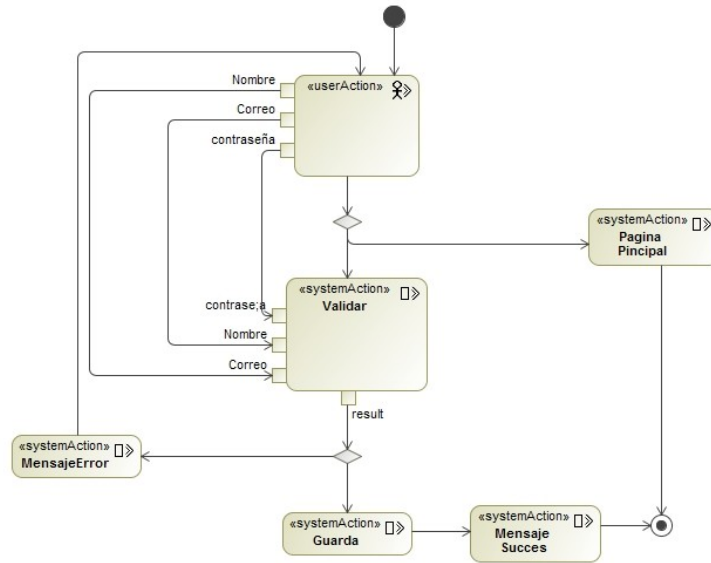 Nombre
«userAction»
Correo
contraseña
«systemAction»
Pagina
Pincipal
«systemAction»
Validar
contrase;a
Nombre
Correo
result
«systemAction»
MensajeError
«systemAction»
Guarda
«systemAction»
Mensaje
Succes